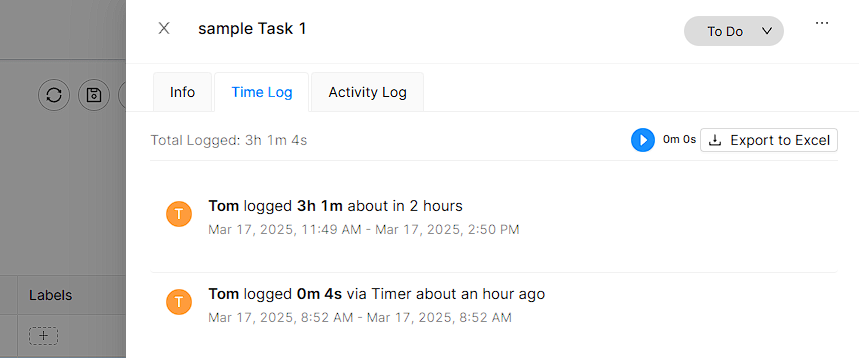 sample Task 1
To Do
...
Info
Time Log
Activity Log
Total Logged: 3h 1m 4s
0m 0s
Export to Excel
T
Tom logged 3h 1m about in 2 hours
Mar 17, 2025, 11:49 AM - Mar 17, 2025, 2:50 PM
T
Tom logged 0m 4s via Timer about an hour ago
Mar 17, 2025, 8:52 AM - Mar 17, 2025, 8:52 AM
Labels
+